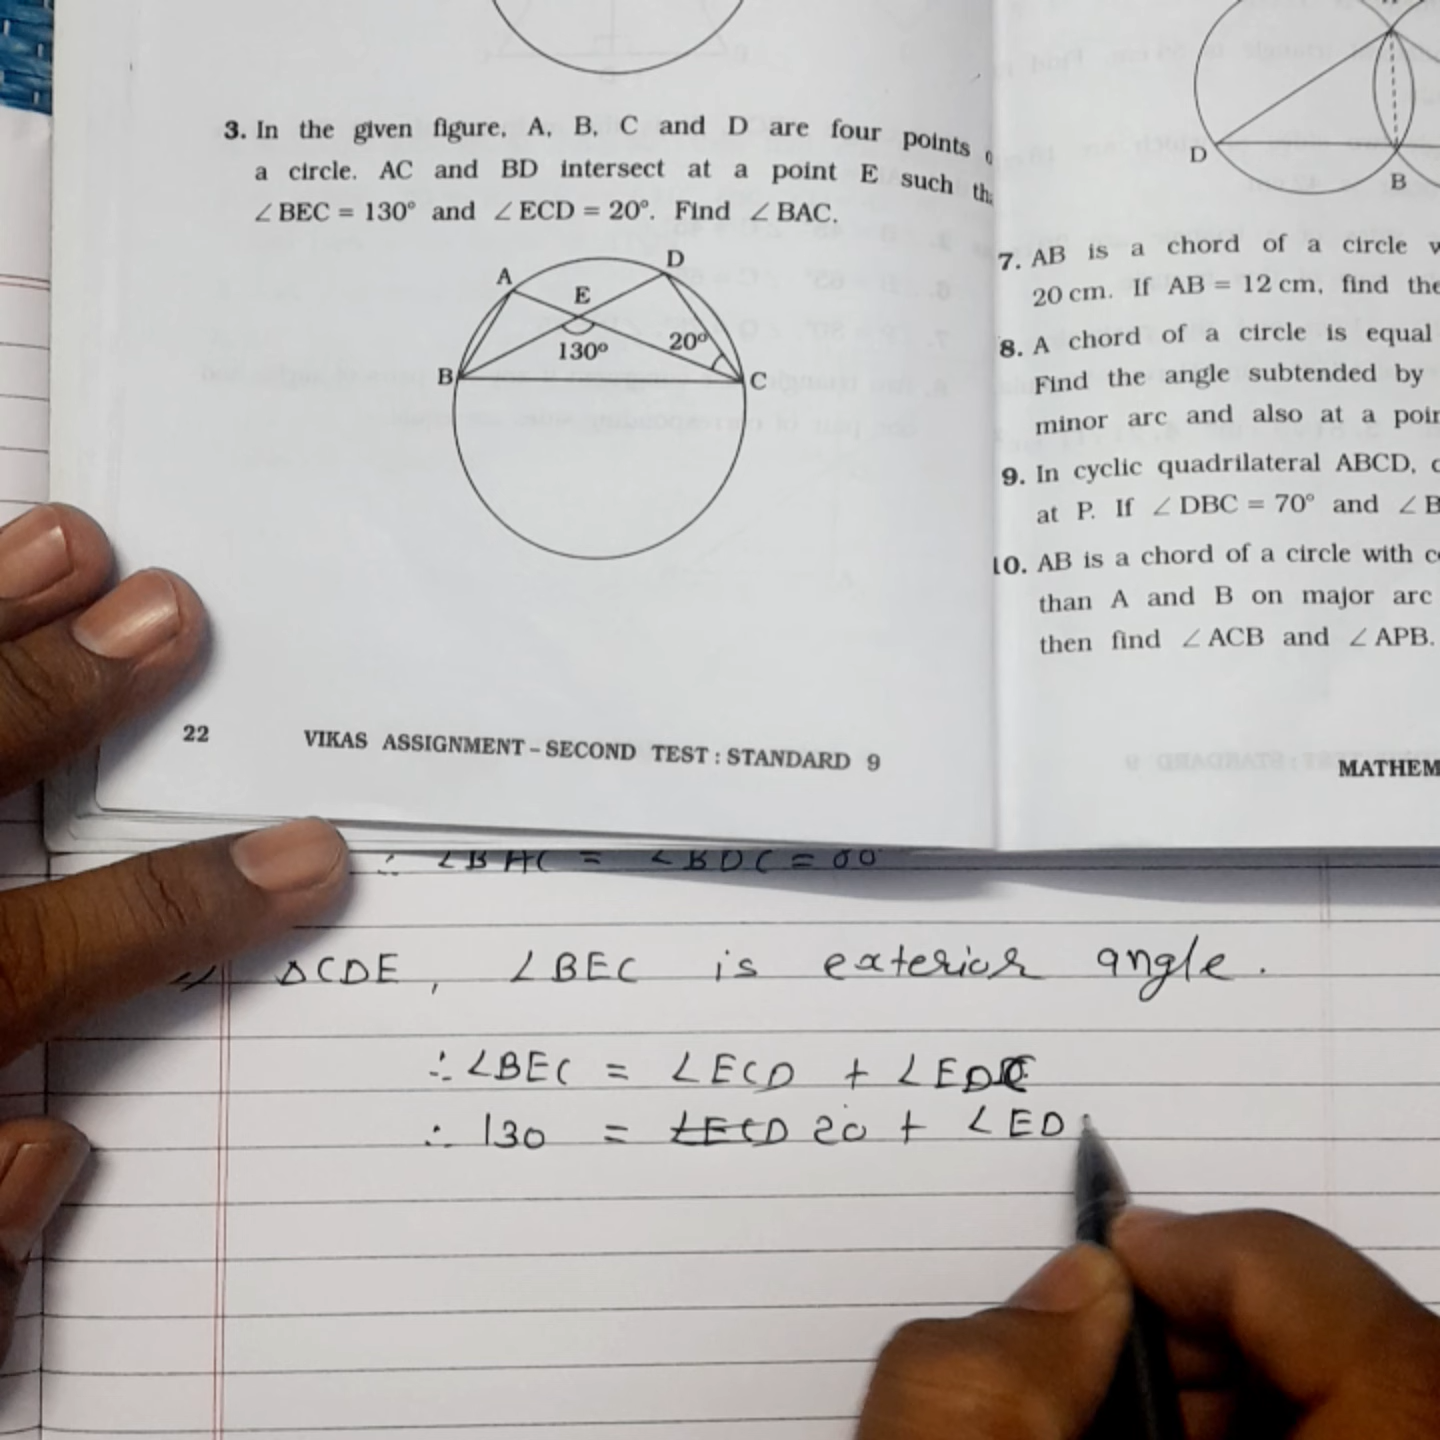 3. In the given figure, A, B, C and D are four points
a circle. AC and BD intersect at a point E such
∠BEC = 130° and ∠ECD = 20°. Find ∠BAC.
D
A
E
130°
20°
B
C
22 VIKAS ASSIGNMENT – SECOND TEST : STANDARD 9
D
B
7. AB is a chord of a circle
20 cm. If AB = 12 cm, find the
8. A chord of a circle is equal
Find the angle subtended by
minor arc and also at a
9. In cyclic quadrilateral ABCD,
at P. If ∠DBC = 70° and
10. AB is a chord of a circle with
than A and B on major arc
then find ∠ACB and ∠APB.
∴ ∠BAC = ∠BDC =
ΔCDE, ∠BEC is exterior angle.
∴ ∠BEC = ∠ECD + ∠EDC
∴ 130 = ∠ECD 20 + ∠ED